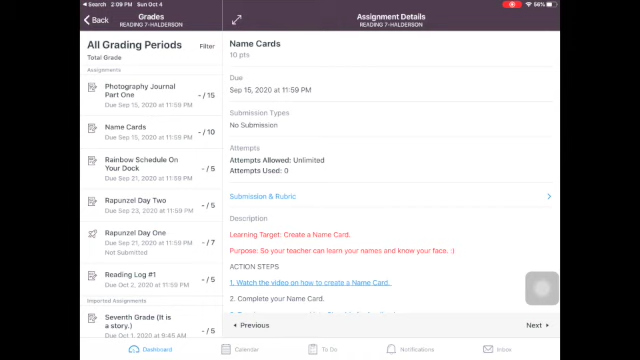 Search 2:09 PM Sun Oct 4 56%
Back
Grades
READING 7-HALDERSON
Assignment Details
READING 7-HALDERSON
All Grading Periods
Filter
Total Grade
Assignments
Photography Journal
Part One
Due Sep 15, 2020 at 11:59 PM
- / 15
Name Cards
Due Sep 15, 2020 at 11:59 PM
- / 10
Rainbow Schedule On
Your Dock
Due Sep 21, 2020 at 11:59 PM
- / 5
Rapunzel Day Two
Due Sep 23, 2020 at 11:59 PM
- / 5
Rapunzel Day One
Due Sep 21, 2020 at 11:59 PM
Not Submitted
- / 7
Reading Log #1
Due Oct 2, 2020 at 11:59 PM
- / 5
Imported Assignments
Seventh Grade (It is
a story.)
Due Oct 1, 2020 at 9:45 AM
- / 5
Name Cards
10 pts
Due
Sep 15, 2020 at 11:59 PM
Submission Types
No Submission
Attempts
Attempts Allowed: Unlimited
Attempts Used: 0
Submission & Rubric
Description
Learning Target: Create a Name Card.
Purpose: So your teacher can learn your names and know your face. :)
ACTION STEPS
1. Watch the video on how to create a Name Card.
2. Complete your Name Card.
Previous
Next
Dashboard
Calendar
To Do
Notifications
Inbox